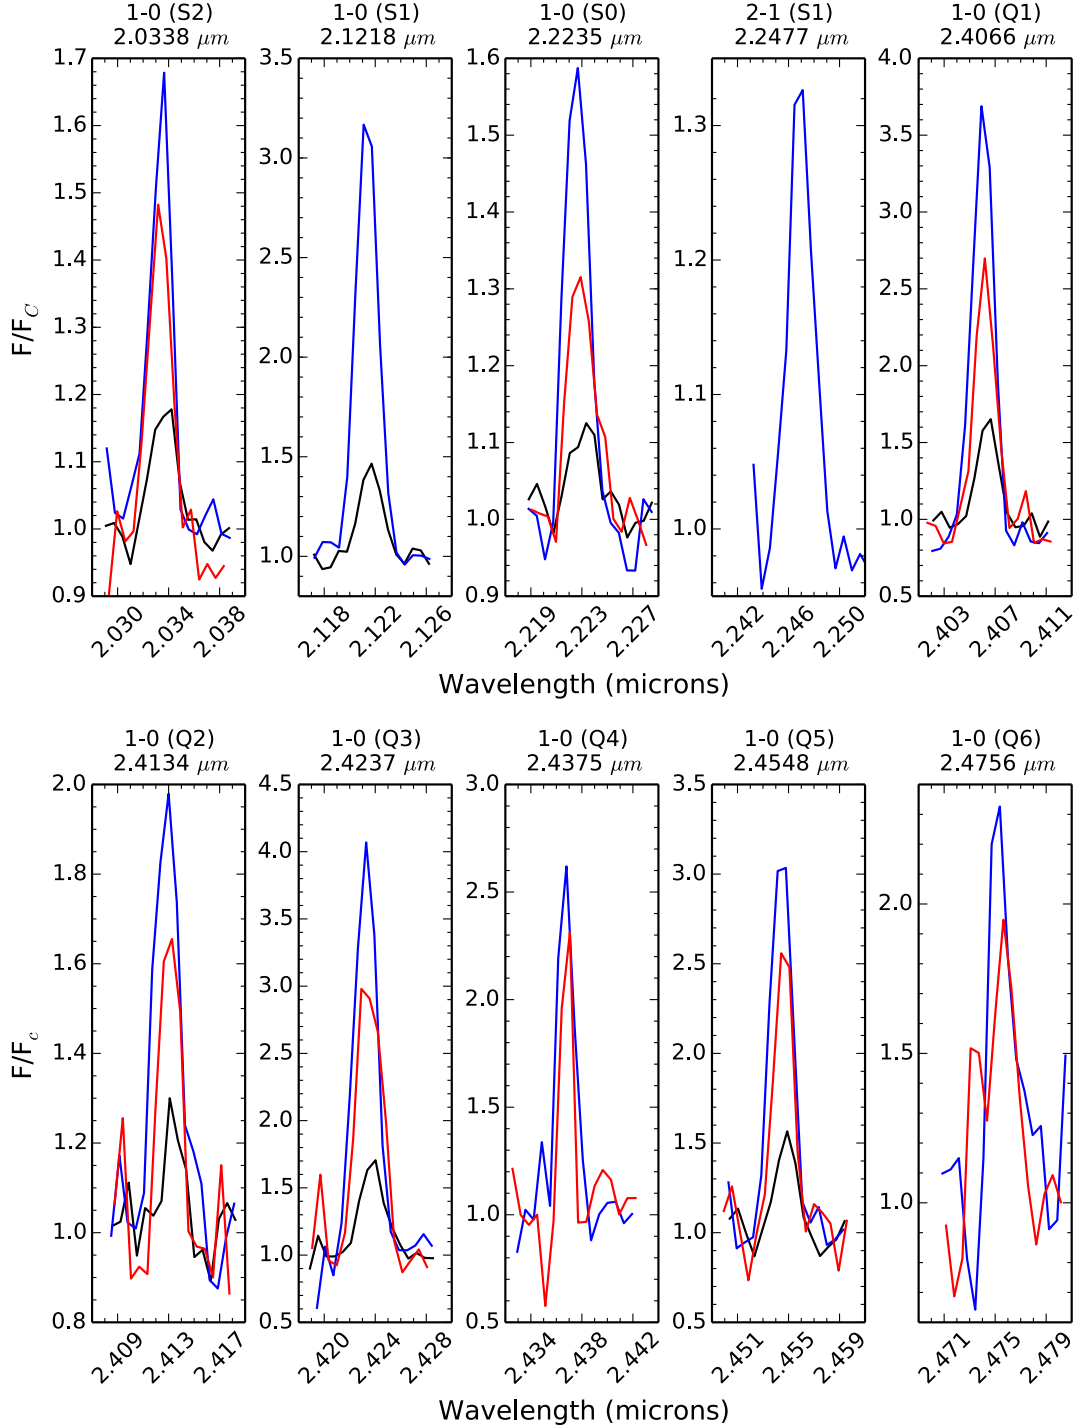 1-0 (S2) 1-0 (S1) 1-0 (S0) 2-1 (S1) 1-0 (Q1)
2.0338 μm 2.1218 μm 2.2235 μm 2.2477 μm 2.4066 μm
1.7 3.5 1.6 4.0
1.6 3.0 1.5 1.3 3.5
1.5 2.5 1.4 1.2 3.0
1.4 2.0 1.3 1.1 2.5
1.3 1.5 1.2 1.0 2.0
1.2 1.0 1.1 1.5
1.1 1.0 1.0
1.0 0.9 0.5
0.9
F/F_C
2.030 2.034 2.038 2.118 2.122 2.126 2.219 2.223 2.227 2.242 2.246 2.250 2.403 2.407 2.411
Wavelength (microns)
1-0 (Q2) 1-0 (Q3) 1-0 (Q4) 1-0 (Q5) 1-0 (Q6)
2.4134 μm 2.4237 μm 2.4375 μm 2.4548 μm 2.4756 μm
2.0 4.5 3.0 3.5
1.8 4.0 2.5 3.0 2.0
1.6 3.5 2.0 2.5 1.5
1.4 3.0 1.5 2.0 1.0
1.2 2.5 1.0 1.5
1.0 2.0 0.5 1.0
0.8 1.5 0.5
1.0
0.5
F/F_c
2.409 2.413 2.417 2.420 2.424 2.428 2.434 2.438 2.442 2.451 2.455 2.459 2.471 2.475 2.479
Wavelength (microns)